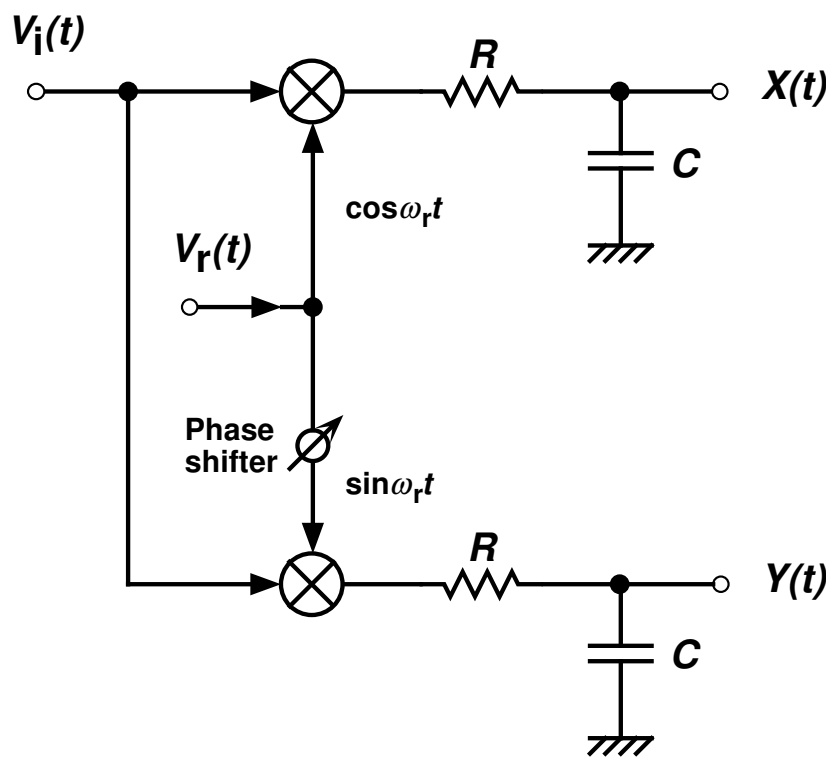 Vi(t)
R
X(t)
C
cosωrt
Vr(t)
Phase
shifter
sinωrt
R
Y(t)
C